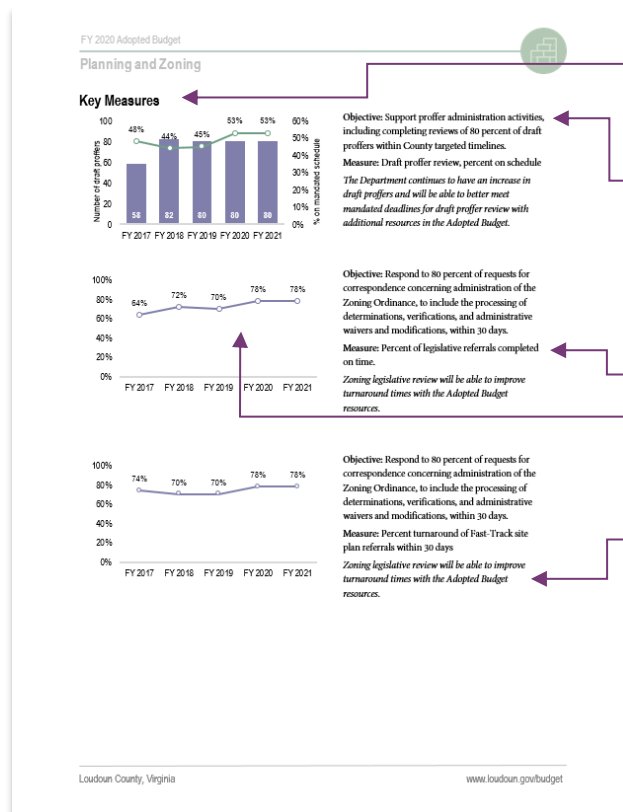 FY 2020 Adopted Budget
Planning and Zoning
Key Measures
100
80
60
40
20
0
Number of draft proffers
48%
44%
45%
53%
53%
58
82
80
80
80
60%
50%
40%
30%
20%
10%
0%
% on mandated schedule
FY 2017 FY 2018 FY 2019 FY 2020 FY 2021
Objective: Support proffer administration activities,
including completing reviews of 80 percent of draft
proffers within County targeted timelines.
Measure: Draft proffer review, percent on schedule
The Department continues to have an increase in
draft proffers and will be able to better meet
mandated deadlines for draft proffer review with
additional resources in the Adopted Budget.
100%
80%
60%
40%
20%
0%
64%
72%
70%
78%
78%
FY 2017 FY 2018 FY 2019 FY 2020 FY 2021
Objective: Respond to 80 percent of requests for
correspondence concerning administration of the
Zoning Ordinance, to include the processing of
determinations, verifications, and administrative
waivers and modifications, within 30 days.
Measure: Percent of legislative referrals completed
on time.
Zoning legislative review will be able to improve
turnaround times with the Adopted Budget
resources.
100%
80%
60%
40%
20%
0%
74%
70%
70%
78%
78%
FY 2017 FY 2018 FY 2019 FY 2020 FY 2021
Objective: Respond to 80 percent of requests for
correspondence concerning administration of the
Zoning Ordinance, to include the processing of
determinations, verifications, and administrative
waivers and modifications, within 30 days.
Measure: Percent turnaround of Fast-Track site
plan referrals within 30 days
Zoning legislative review will be able to improve
turnaround times with the Adopted Budget
resources.
Loudoun County, Virginia
www.loudoun.gov/budget